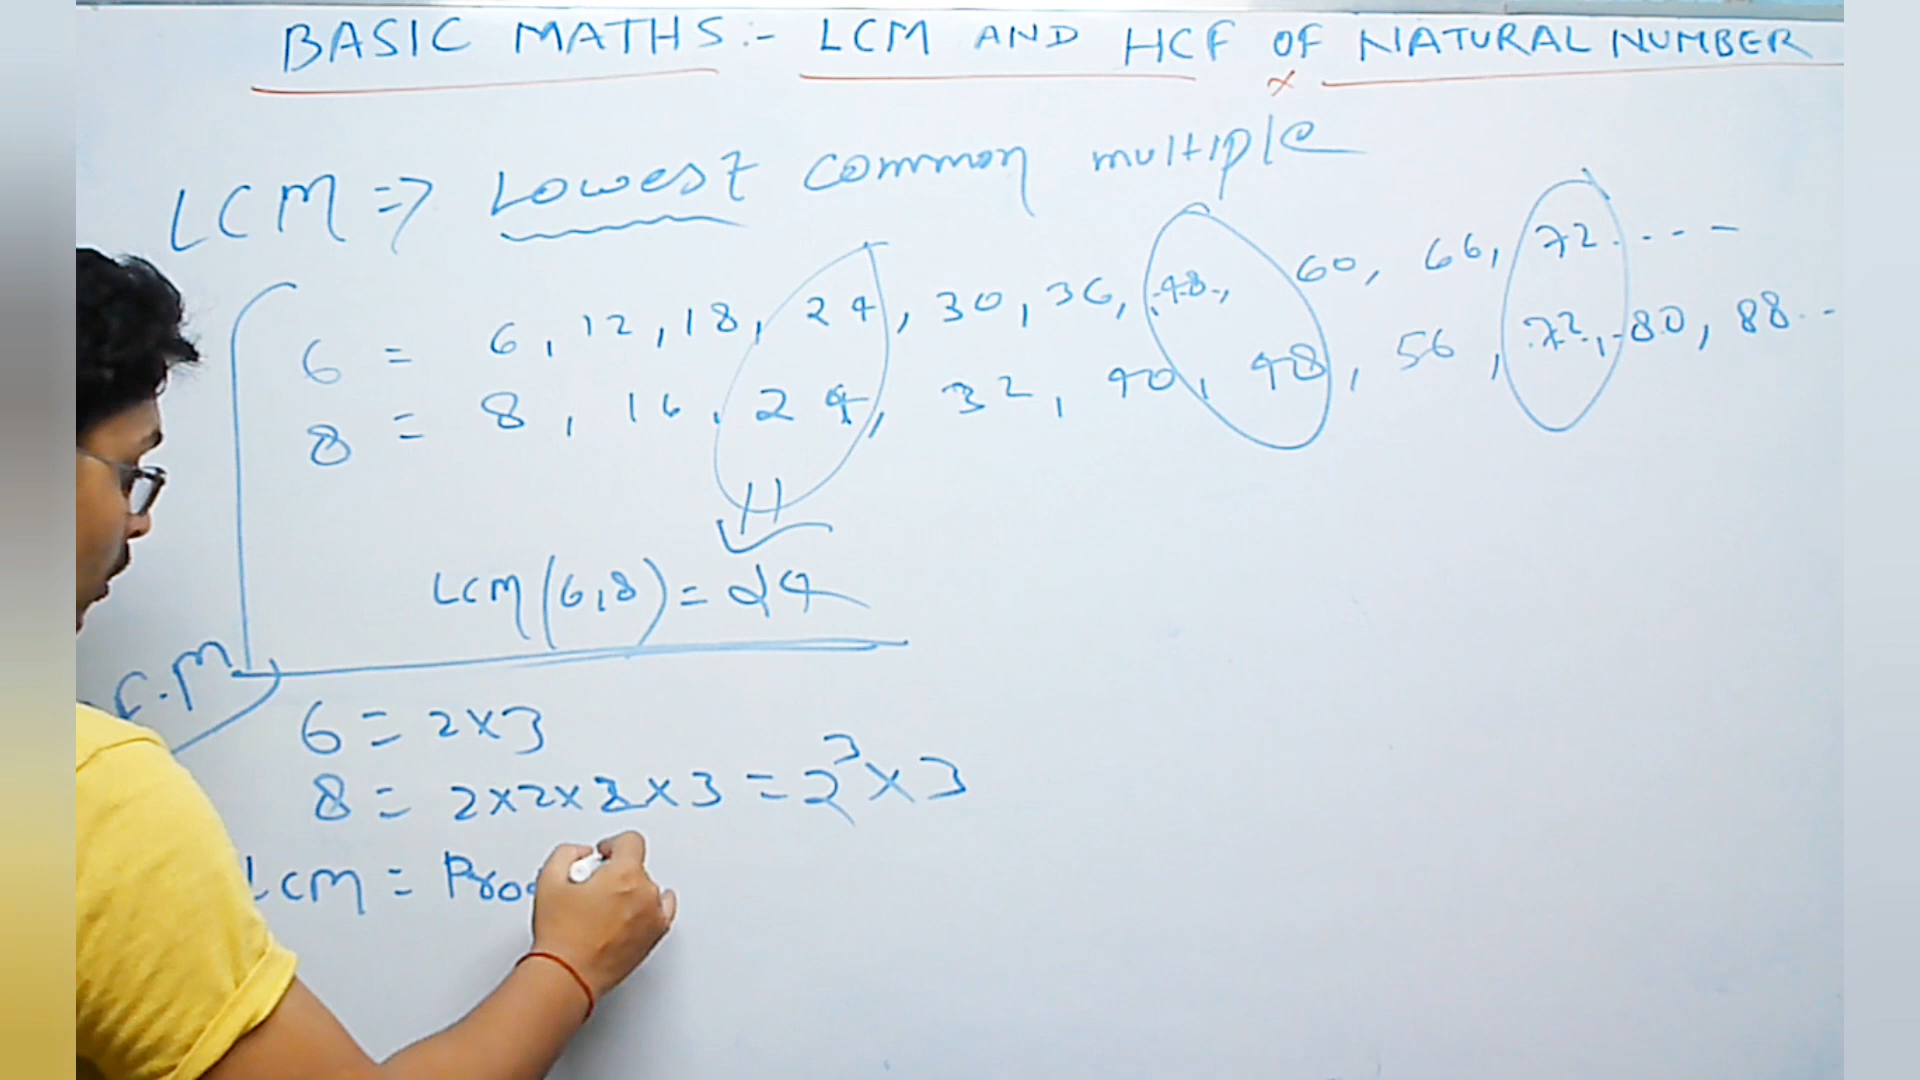 BASIC MATHS :- LCM AND HCF OF NATURAL NUMBER
LCM => Lowest common multiple
6 = 6, 12, 18, 24, 30, 36, 48, 60, 66, 72 . . - - -
8 = 8, 16, 24, 32, 40, 48, 56, 72, 80, 88 - -
LCM (6,8) = 24
F.M
6 = 2×3
8 = 2×2×2×3 = 2³×3
LCM = Pro